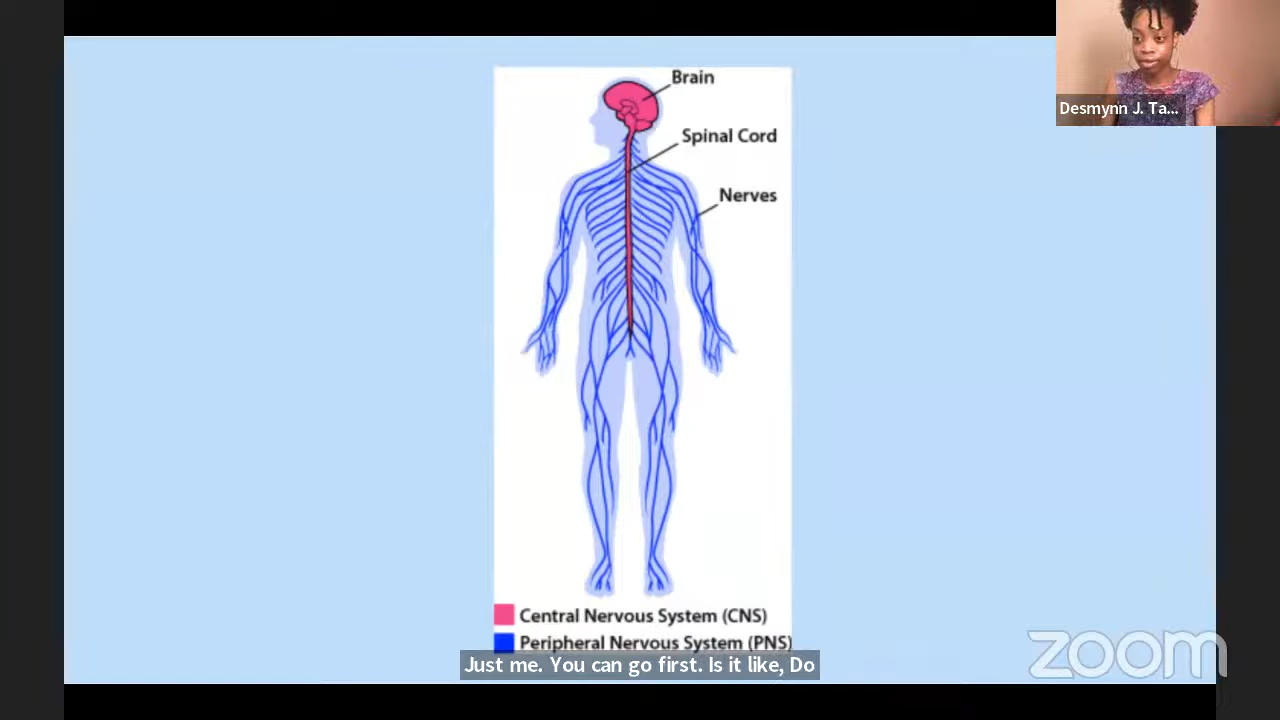 Brain
Desmynn J. Ta...
Spinal Cord
Nerves
Central Nervous System (CNS)
Peripheral Nervous System (PNS)
Just me. You can go first. Is it like, Do
zoom